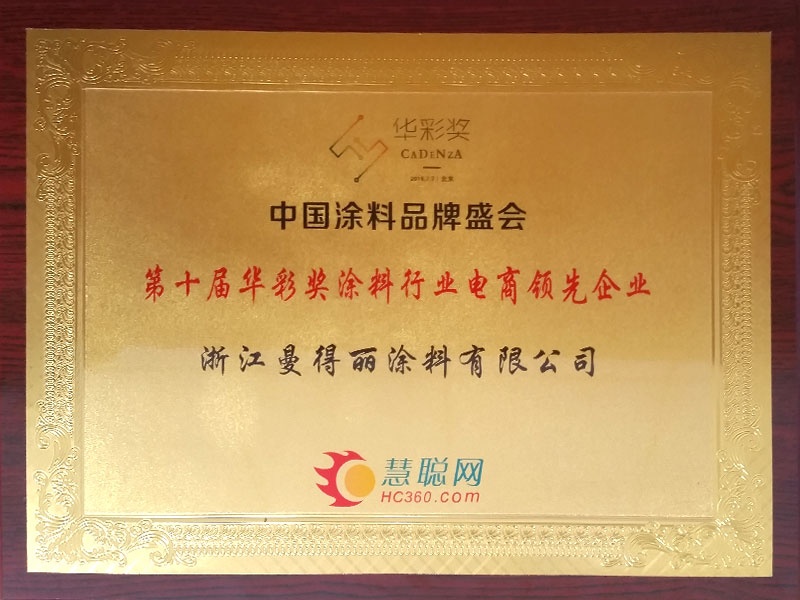 华彩奖
CADENZA
中国涂料品牌盛会
第十届华彩奖涂料行业电商领先企业
浙江曼得丽涂料有限公司
慧聪网
HC360.com